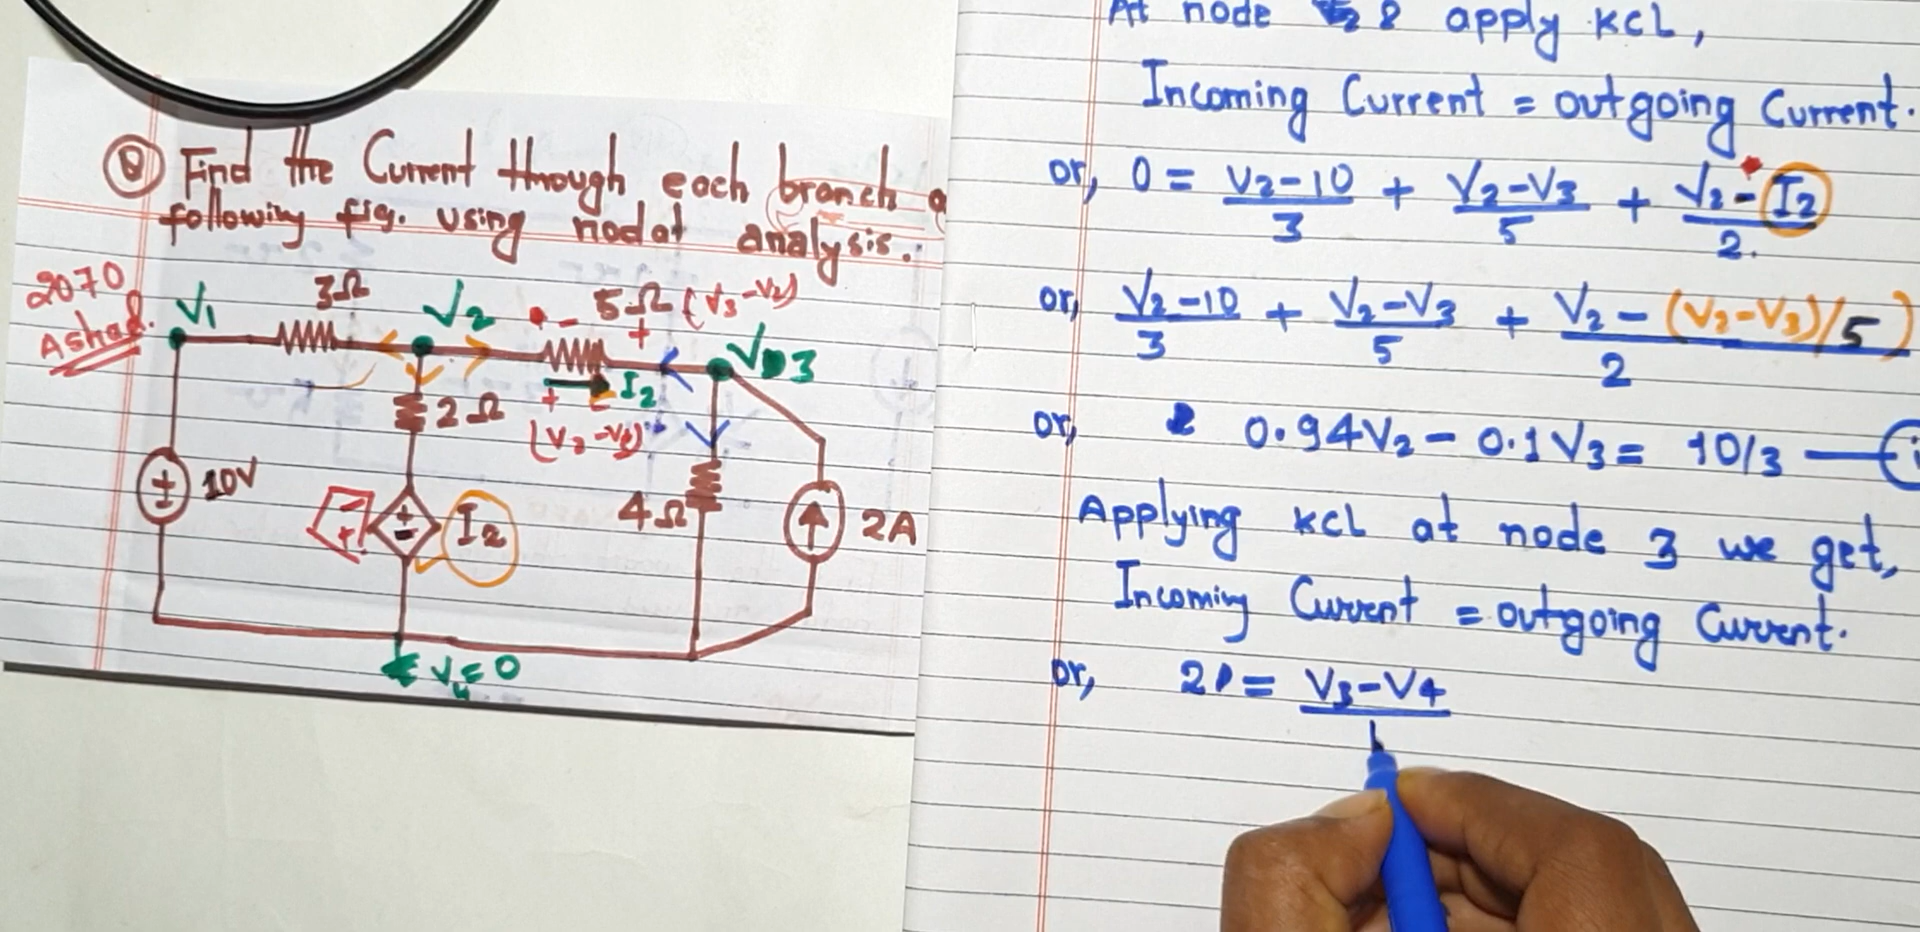 Q Find the Current through each branch
following fig. using nodal analysis.
2070
Ashad.
V1
3Ω
V2
- 5Ω (V3-V2)
+
V3
I2
+ -
2Ω
10V
I2
4Ω
2A
V4=0
At node 2 apply KCL,
Incoming Current = outgoing Current.
or, 0 = V2-10/3 + V2-V3/5 + V2-I2/2.
or, V2-10/3 + V2-V3/5 + V2-(V2-V3)/5)/2
or, 0.94V2 - 0.1V3 = 10/3
Applying KCL at node 3 we get,
Incoming Current = outgoing Current.
or, 2 = V3-V4